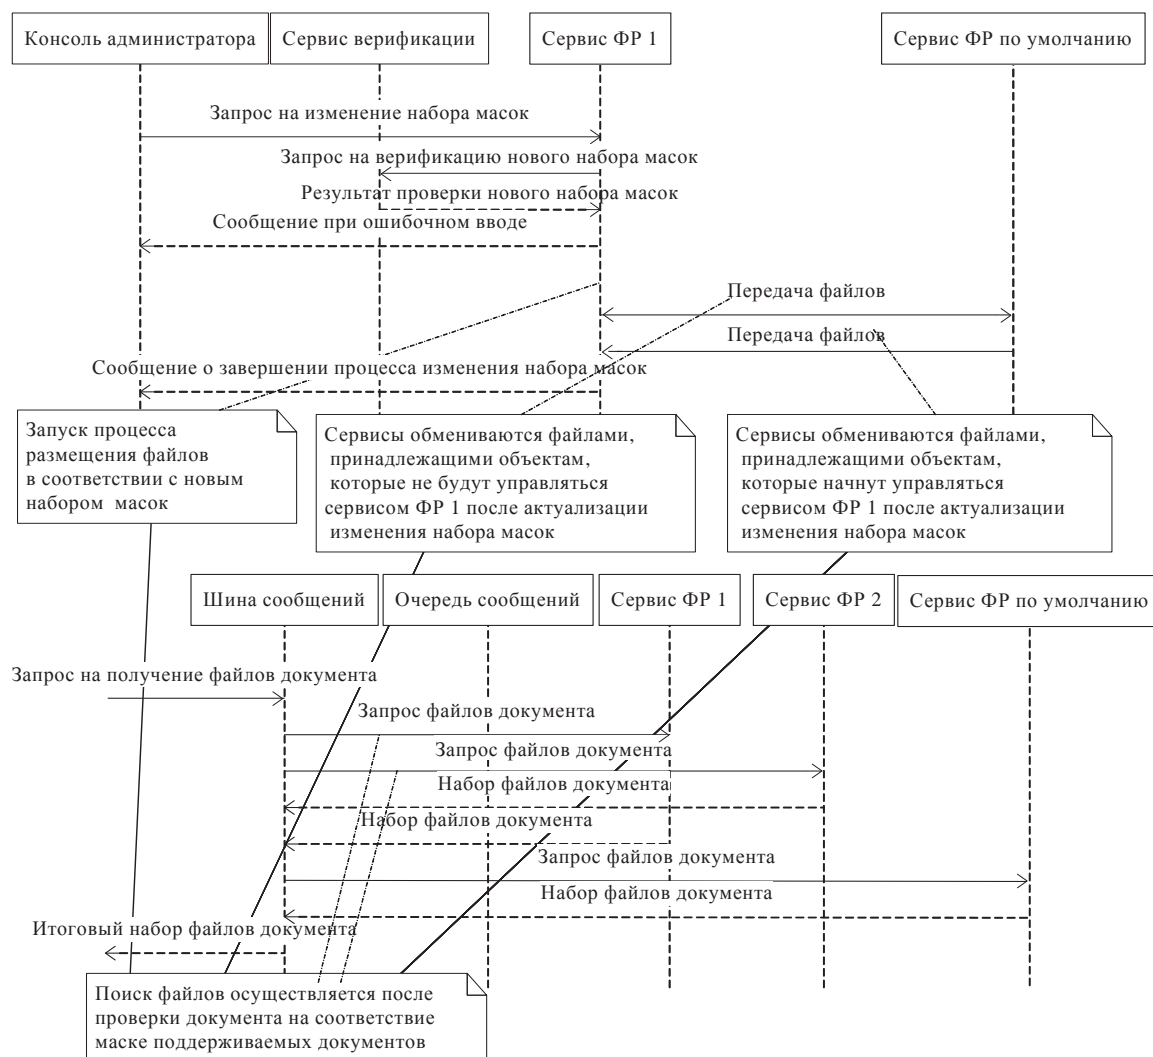 Консоль администратора
Сервис верификации
Сервис ФР 1
Сервис ФР по умолчанию
Запрос на изменение набора масок
Запрос на верификацию нового набора масок
Результат проверки нового набора масок
Сообщение при ошибочном вводе
Передача файлов
Передача файлов
Сообщение о завершении процесса изменения набора масок
Запуск процесса
размещения файлов
в соответствии с новым
набором масок
Сервисы обмениваются файлами,
принадлежащими объектам,
которые не будут управляться
сервисом ФР 1 после актуализации
изменения набора масок
Сервисы обмениваются файлами,
принадлежащими объектам,
которые начнут управляться
сервисом ФР 1 после актуализации
изменения набора масок
Шина сообщений
Очередь сообщений
Сервис ФР 1
Сервис ФР 2
Сервис ФР по умолчанию
Запрос на получение файлов документа
Запрос файлов документа
Запрос файлов документа
Набор файлов документа
Набор файлов документа
Запрос файлов документа
Набор файлов документа
Итоговый набор файлов документа
Поиск файлов осуществляется после
проверки документа на соответствие
маске поддерживаемых документов